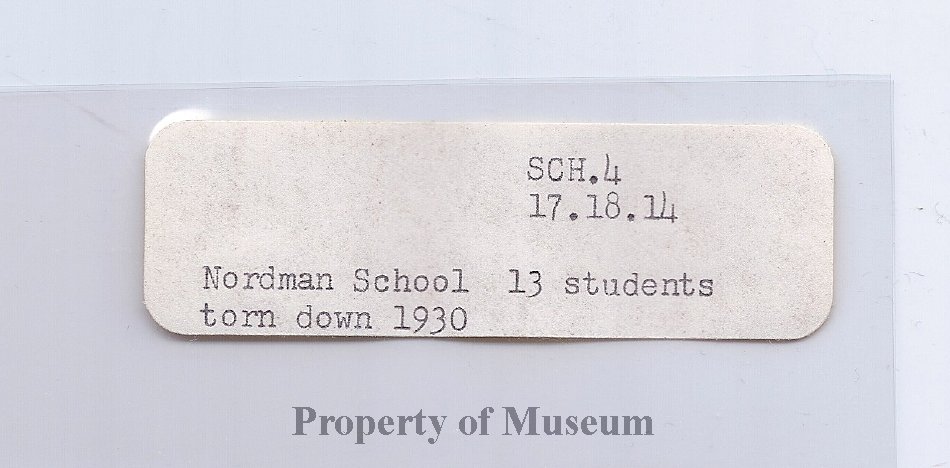 SCH.4
17.18.14
Nordman School 13 students
torn down 1930
Property of Museum